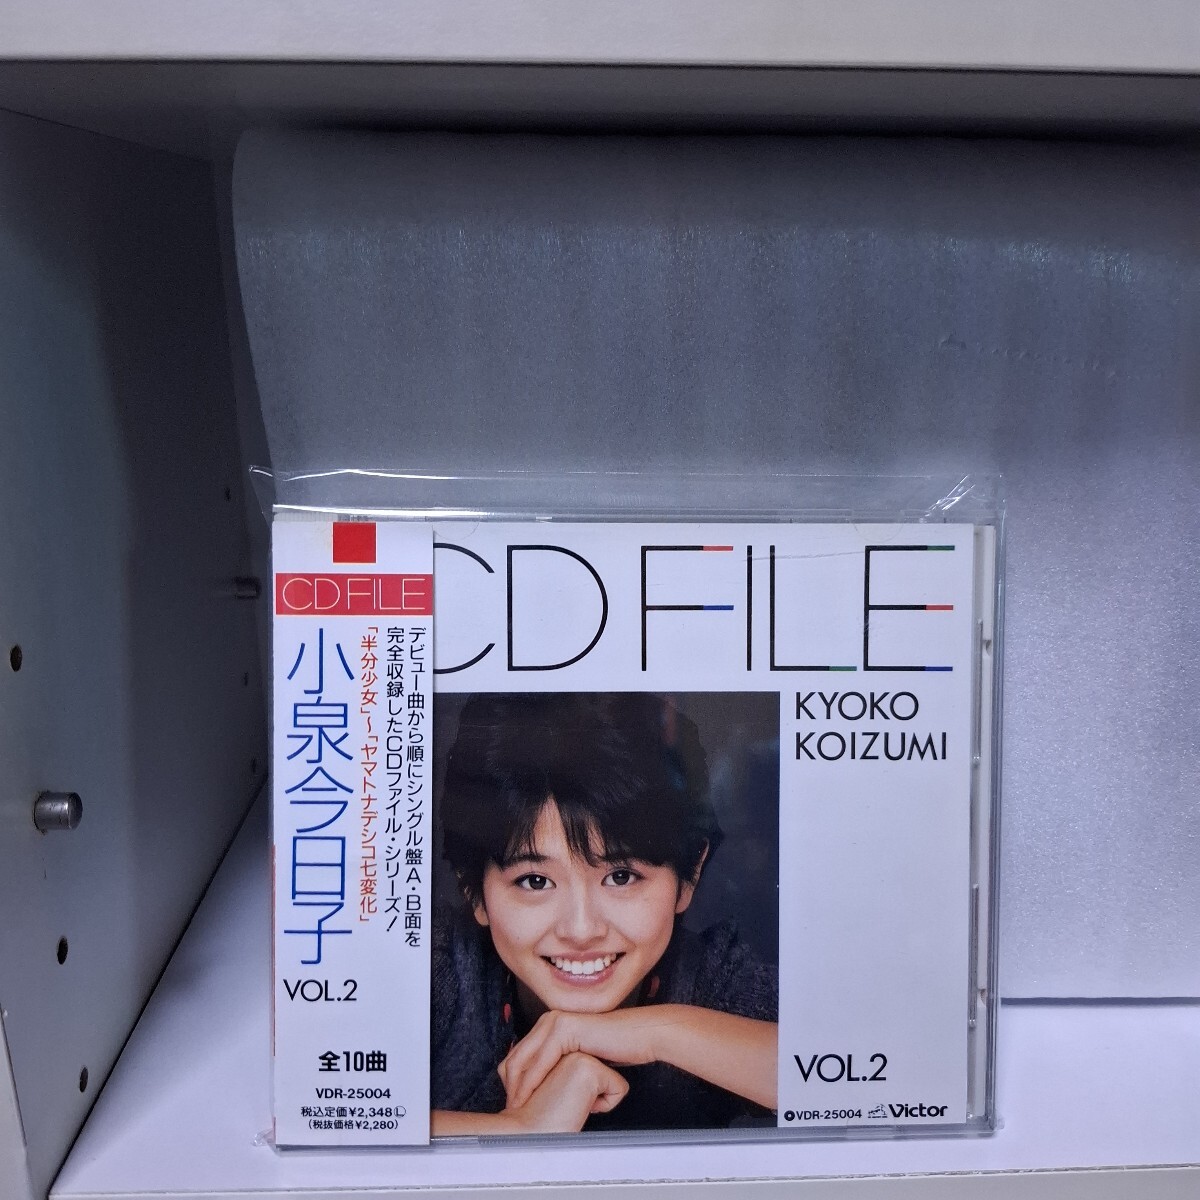 CD FILE
デビュー曲から順にシングル盤A・B面を
完全収録したCDファイル・シリーズ!
「半分少女」〜「ヤマトナデシコ七変化」
小泉今日子
VOL.2
全10曲
VDR-25004
税込定価¥2,348Ⓛ
(税抜価格¥2,280)
CD FILE
KYOKO
KOIZUMI
VOL.2
VDR-25004 Victor